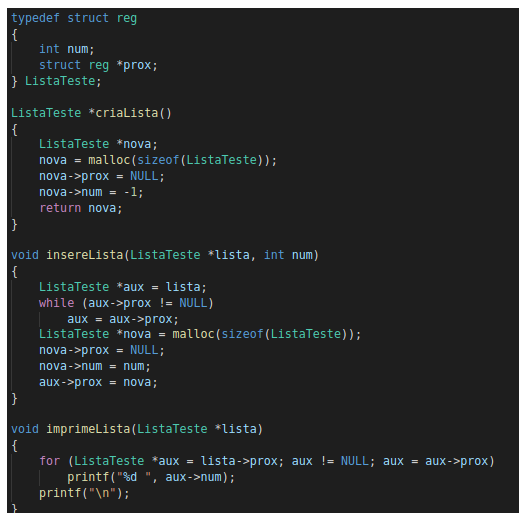 typedef struct reg
{
    int num;
    struct reg *prox;
} ListaTeste;

ListaTeste *criaLista()
{
    ListaTeste *nova;
    nova = malloc(sizeof(ListaTeste));
    nova->prox = NULL;
    nova->num = -1;
    return nova;
}

void insereLista(ListaTeste *lista, int num)
{
    ListaTeste *aux = lista;
    while (aux->prox != NULL)
        aux = aux->prox;
    ListaTeste *nova = malloc(sizeof(ListaTeste));
    nova->prox = NULL;
    nova->num = num;
    aux->prox = nova;
}

void imprimeLista(ListaTeste *lista)
{
    for (ListaTeste *aux = lista->prox; aux != NULL; aux = aux->prox)
        printf("%d ", aux->num);
    printf("\n");
}